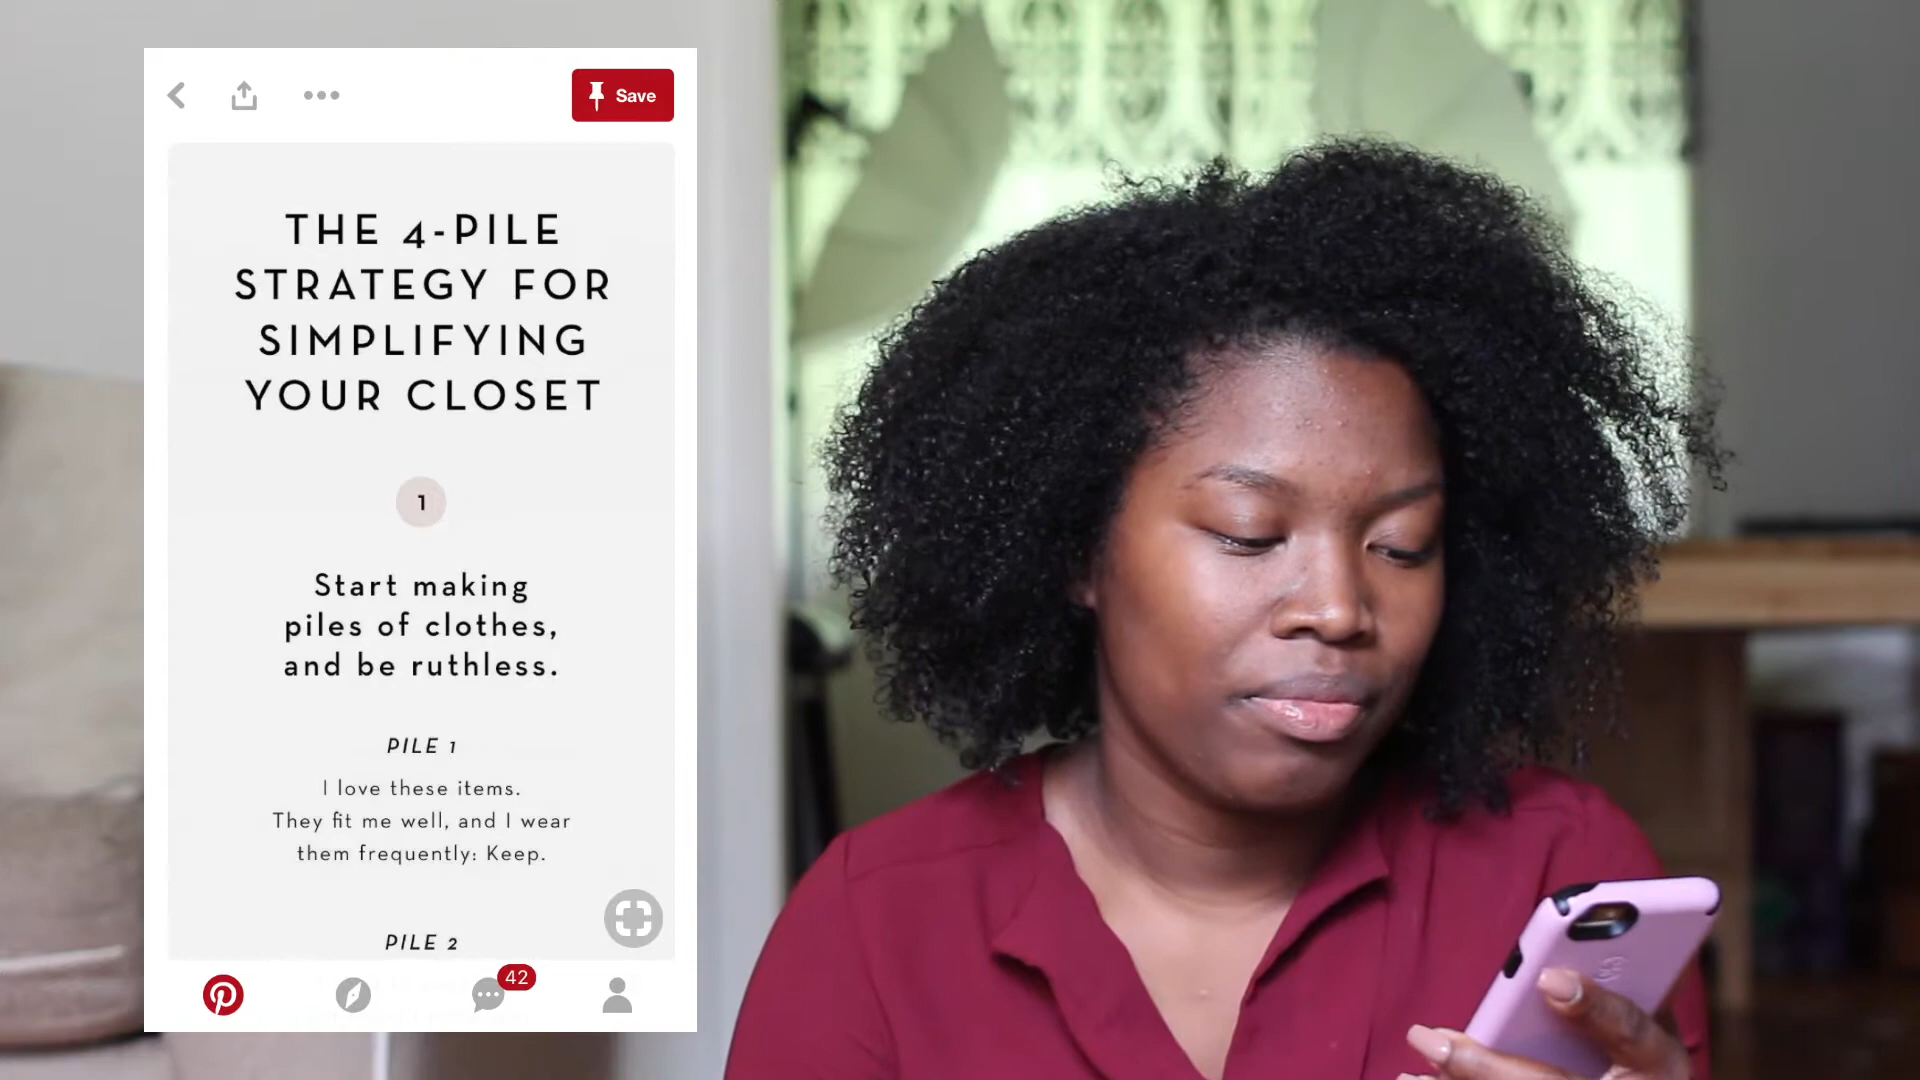 Save
THE 4-PILE
STRATEGY FOR
SIMPLIFYING
YOUR CLOSET
1
Start making
piles of clothes,
and be ruthless.
PILE 1
I love these items.
They fit me well, and I wear
them frequently: Keep.
PILE 2
42